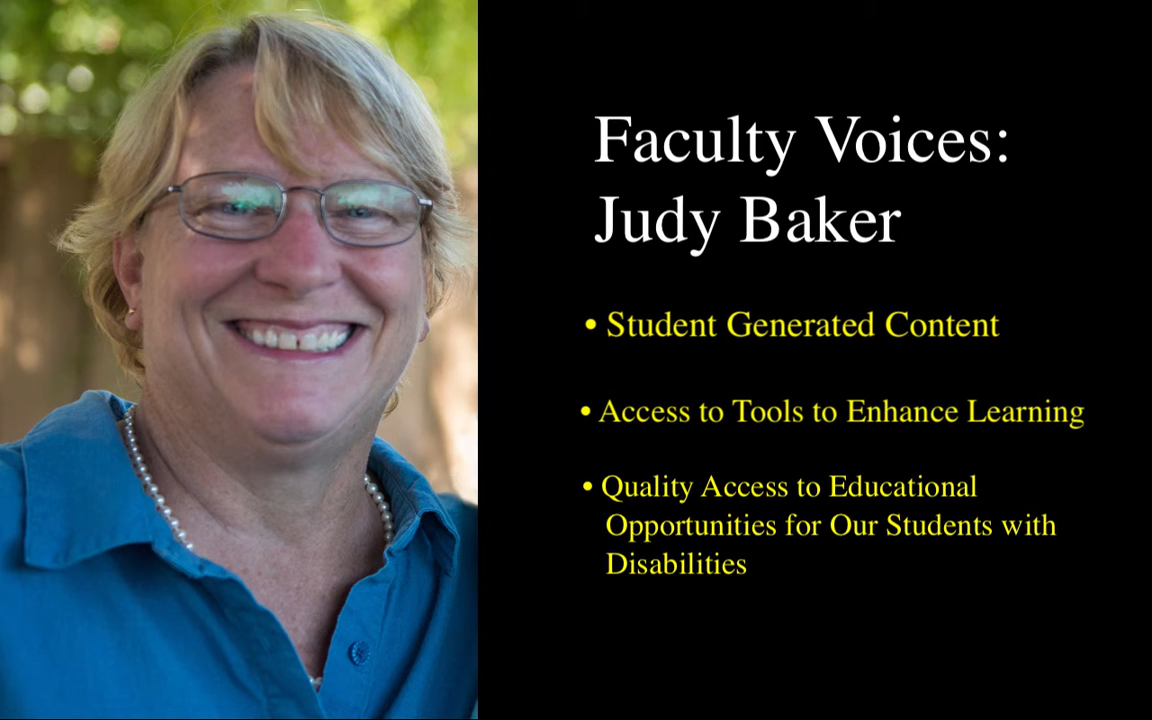 Faculty Voices:
Judy Baker
• Student Generated Content
• Access to Tools to Enhance Learning
• Quality Access to Educational
Opportunities for Our Students with
Disabilities